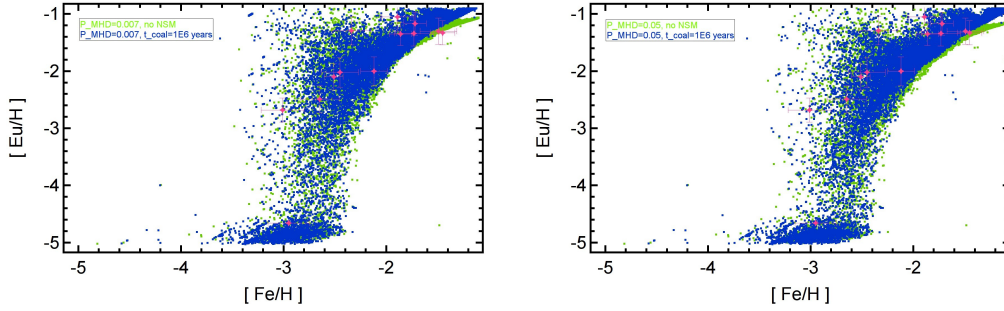 -1
-2
-3
-4
-5
[ Eu/H ]
P_MHD=0.007, no NSM
P_MHD=0.007, t_coal=1E6 years
-5
-4
-3
-2
[ Fe/H ]
-1
-2
-3
-4
-5
[ Eu/H ]
P_MHD=0.05, no NSM
P_MHD=0.05, t_coal=1E6 years
-5
-4
-3
-2
-1
[ Fe/H ]